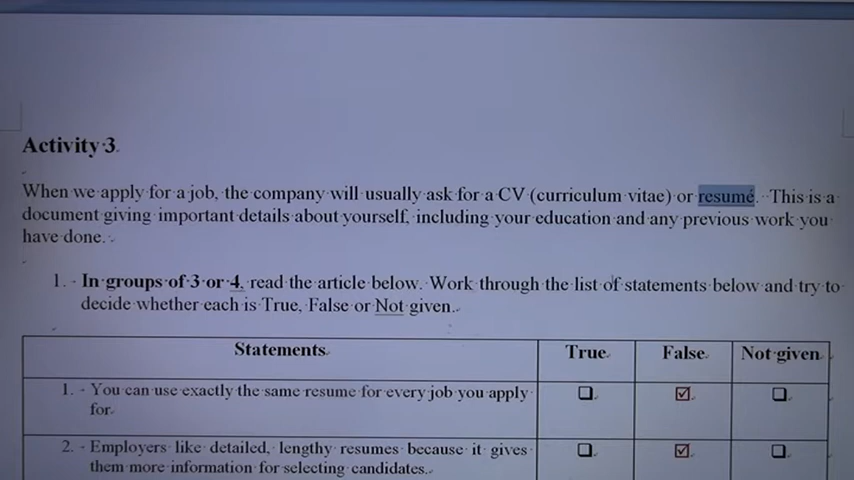 Activity 3
When we apply for a job, the company will usually ask for a CV (curriculum vitae) or resumé. This is a
document giving important details about yourself, including your education and any previous work you
have done.
1. In groups of 3 or 4, read the article below. Work through the list of statements below and try to
decide whether each is True, False or Not given.
Statements True False Not given
1. You can use exactly the same resume for every job you apply
for
2. Employers like detailed, lengthy resumes because it gives
them more information for selecting candidates.